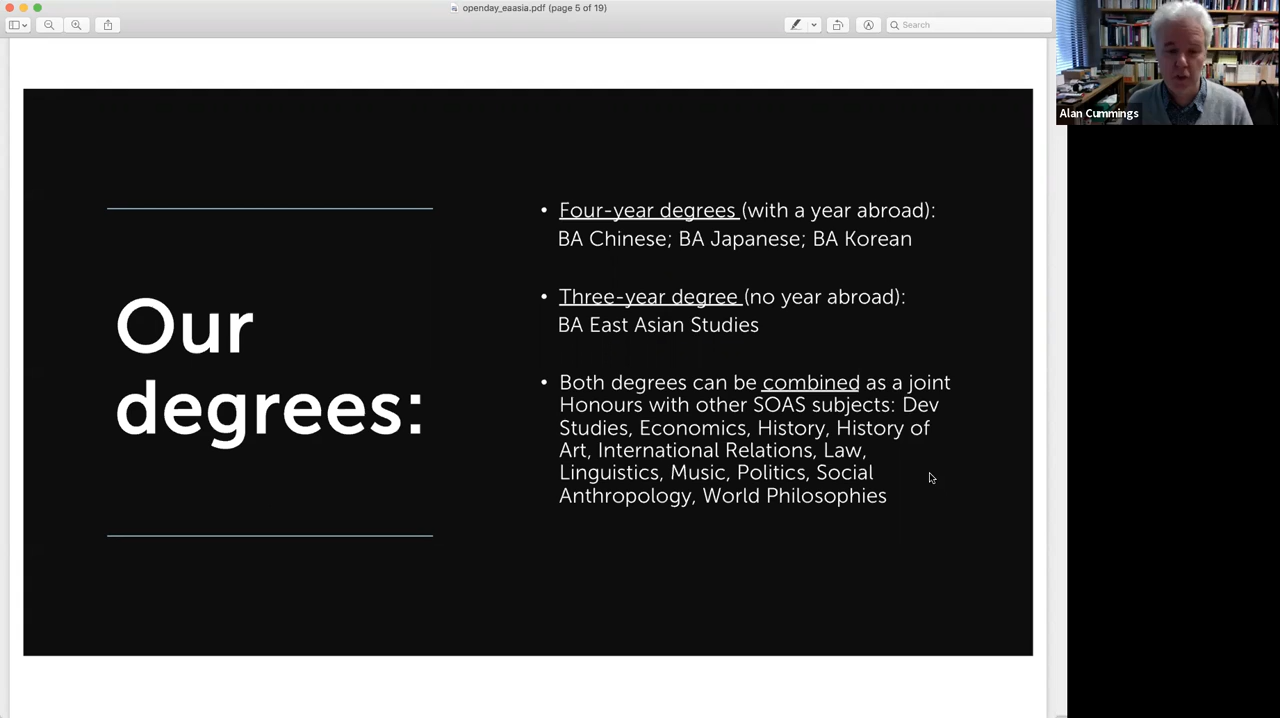 openday_eaasia.pdf (page 5 of 19)
Search
Alan Cummings
Our
degrees:
• Four-year degrees (with a year abroad):
BA Chinese; BA Japanese; BA Korean
• Three-year degree (no year abroad):
BA East Asian Studies
• Both degrees can be combined as a joint
Honours with other SOAS subjects: Dev
Studies, Economics, History, History of
Art, International Relations, Law,
Linguistics, Music, Politics, Social
Anthropology, World Philosophies